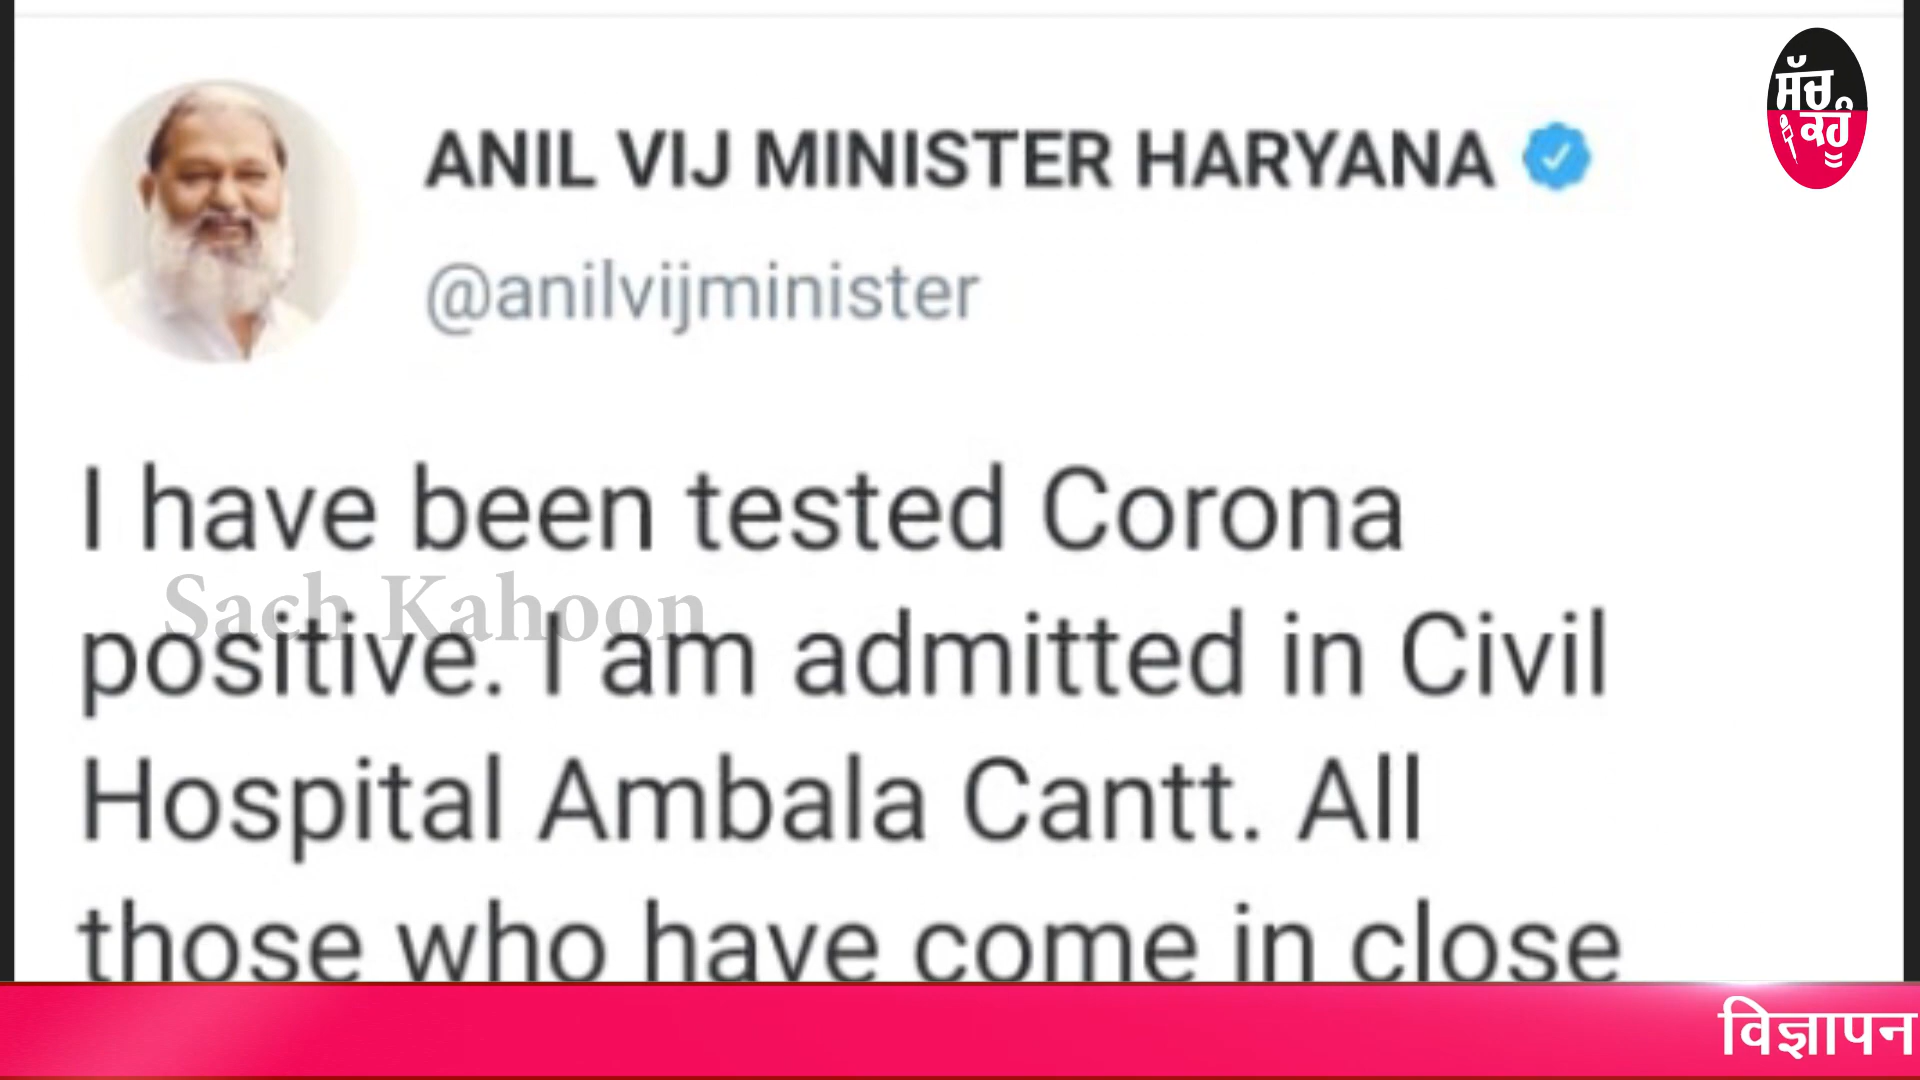 ANIL VIJ MINISTER HARYANA
@anilvijminister
ਸੱਚ
ਕਹੂੰ
I have been tested Corona
Sach Kahoon
positive. I am admitted in Civil
Hospital Ambala Cantt. All
those who have come in close
विज्ञापन